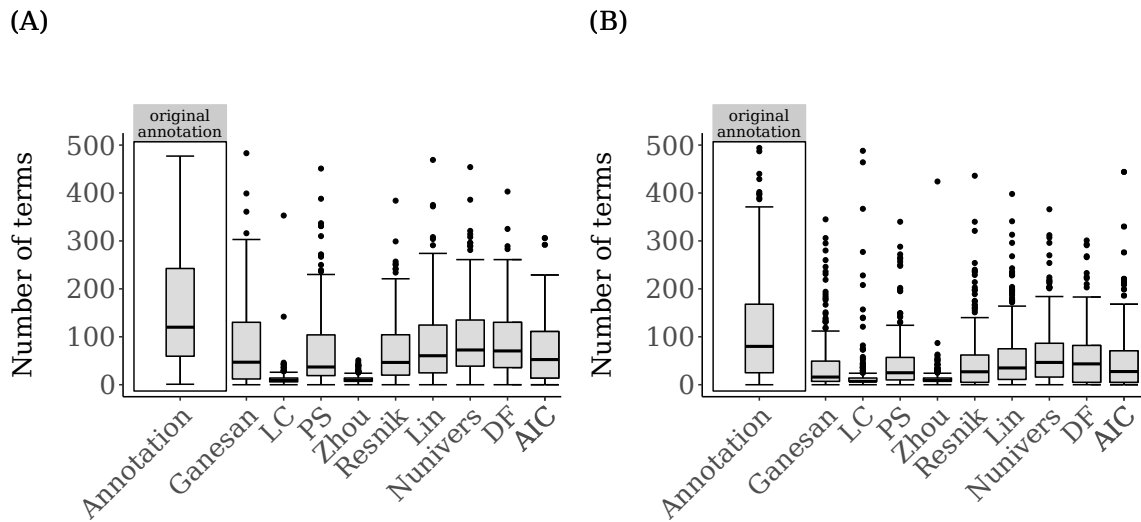 (A)
original
annotation
Number of terms
500
400
300
200
100
0
Annotation
Ganesan
LC
PS
Zhou
Resnik
Lin
Nunivers
DF
AIC
(B)
original
annotation
Number of terms
500
400
300
200
100
0
Annotation
Ganesan
LC
PS
Zhou
Resnik
Lin
Nunivers
DF
AIC